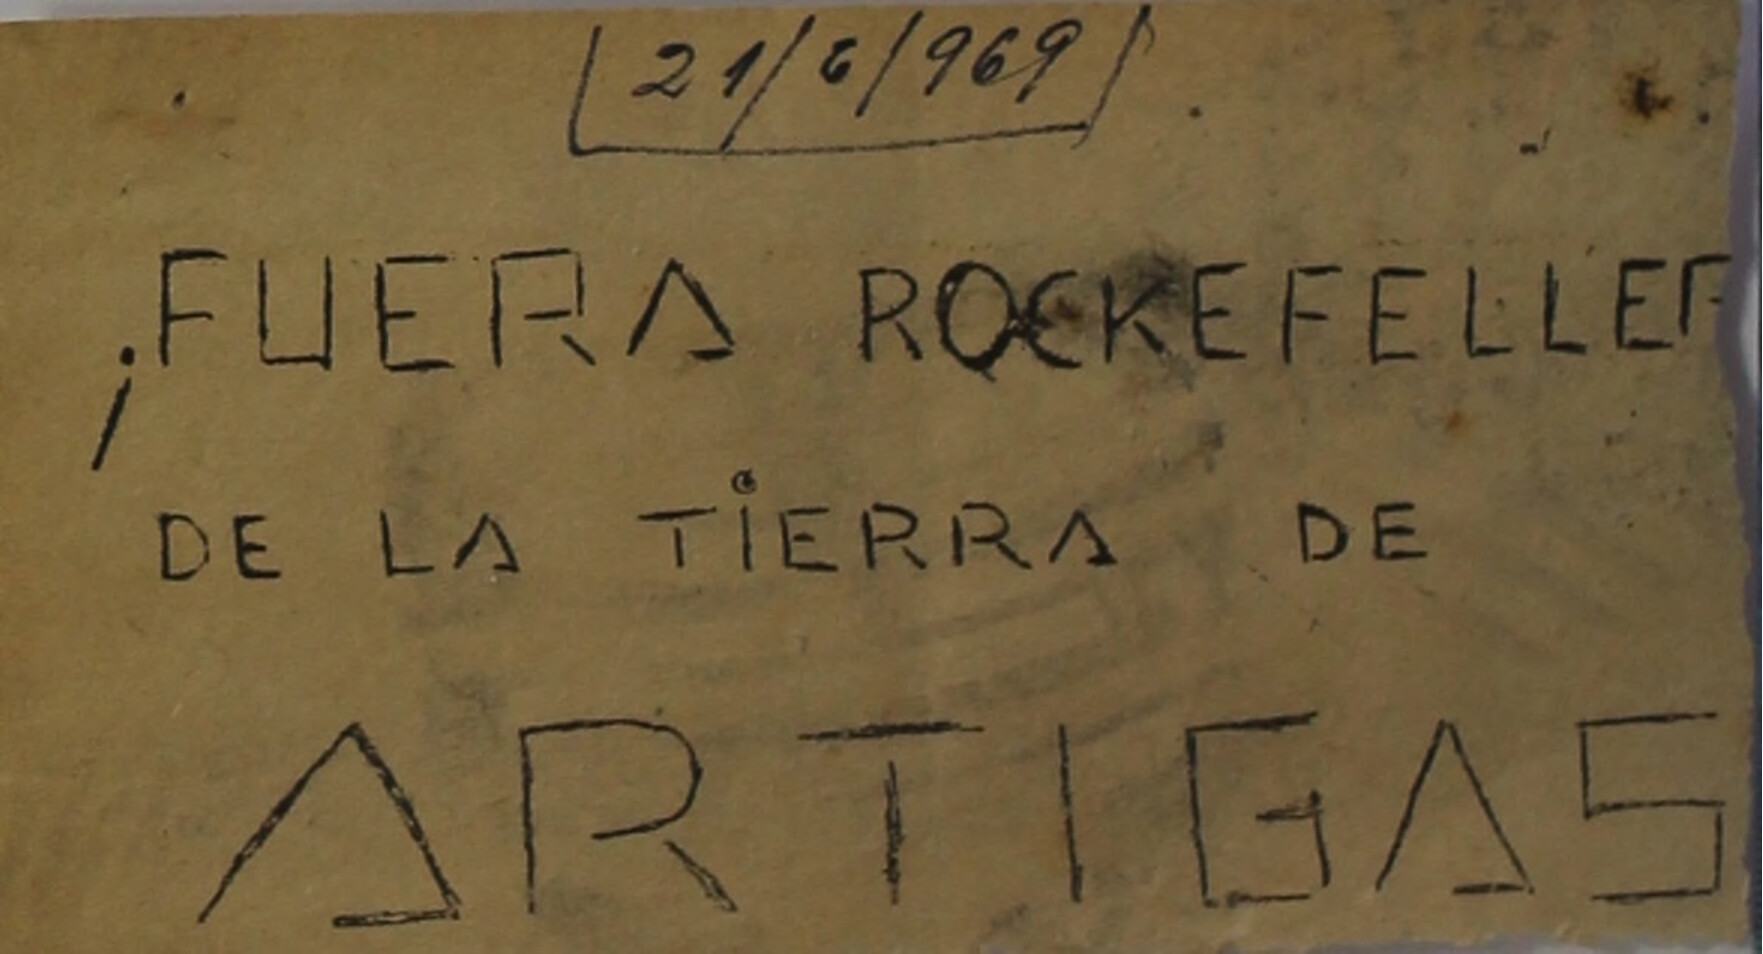 21/6/969
¡FUERA ROCKEFELLER
DE LA TIERRA DE
ARTIGAS